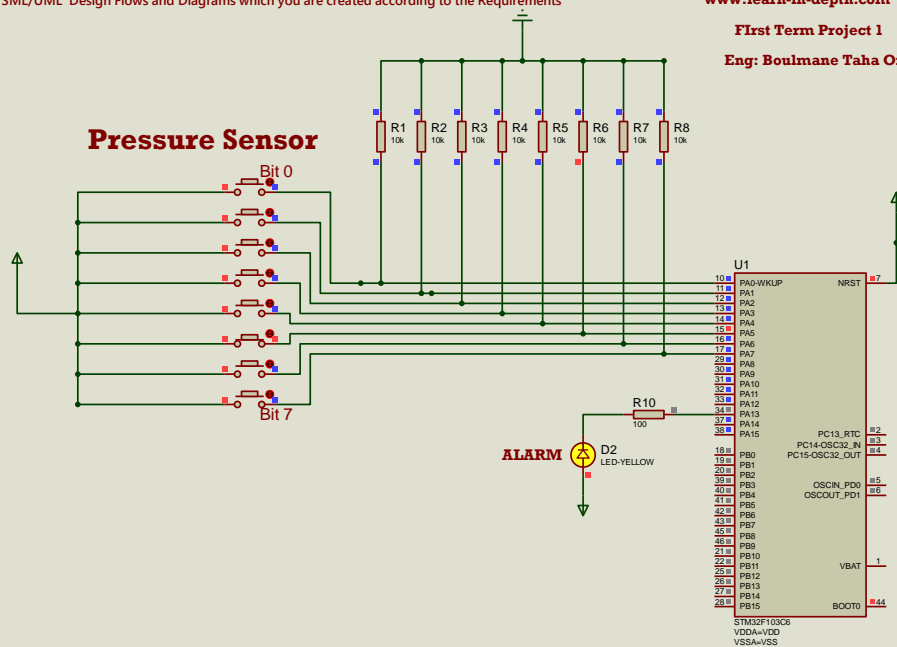 SML/UML Design Flows and Diagrams which you are created according to the Requirements
www.learn-in-depth.com
FIrst Term Project 1
Eng: Boulmane Taha O
Pressure Sensor
Bit 0
Bit 7
R1
10k
R2
10k
R3
10k
R4
10k
R5
10k
R6
10k
R7
10k
R8
10k
R10
100
ALARM
D2
LED-YELLOW
U1
10 PA0-WKUP NRST 7
11 PA1
12 PA2
13 PA3
14 PA4
15 PA5
16 PA6
17 PA7
29 PA8
30 PA9
31 PA10
32 PA11
33 PA12
34 PA13
37 PA14
38 PA15 PC13_RTC 2
PC14-OSC32_IN 3
18 PB0 PC15-OSC32_OUT 4
19 PB1
20 PB2
39 PB3 OSCIN_PD0 5
40 PB4 OSCOUT_PD1 6
41 PB5
42 PB6
43 PB7
45 PB8
46 PB9
21 PB10
22 PB11 VBAT 1
25 PB12
26 PB13
27 PB14
28 PB15 BOOT0 44
STM32F103C6
VDDA=VDD
VSSA=VSS